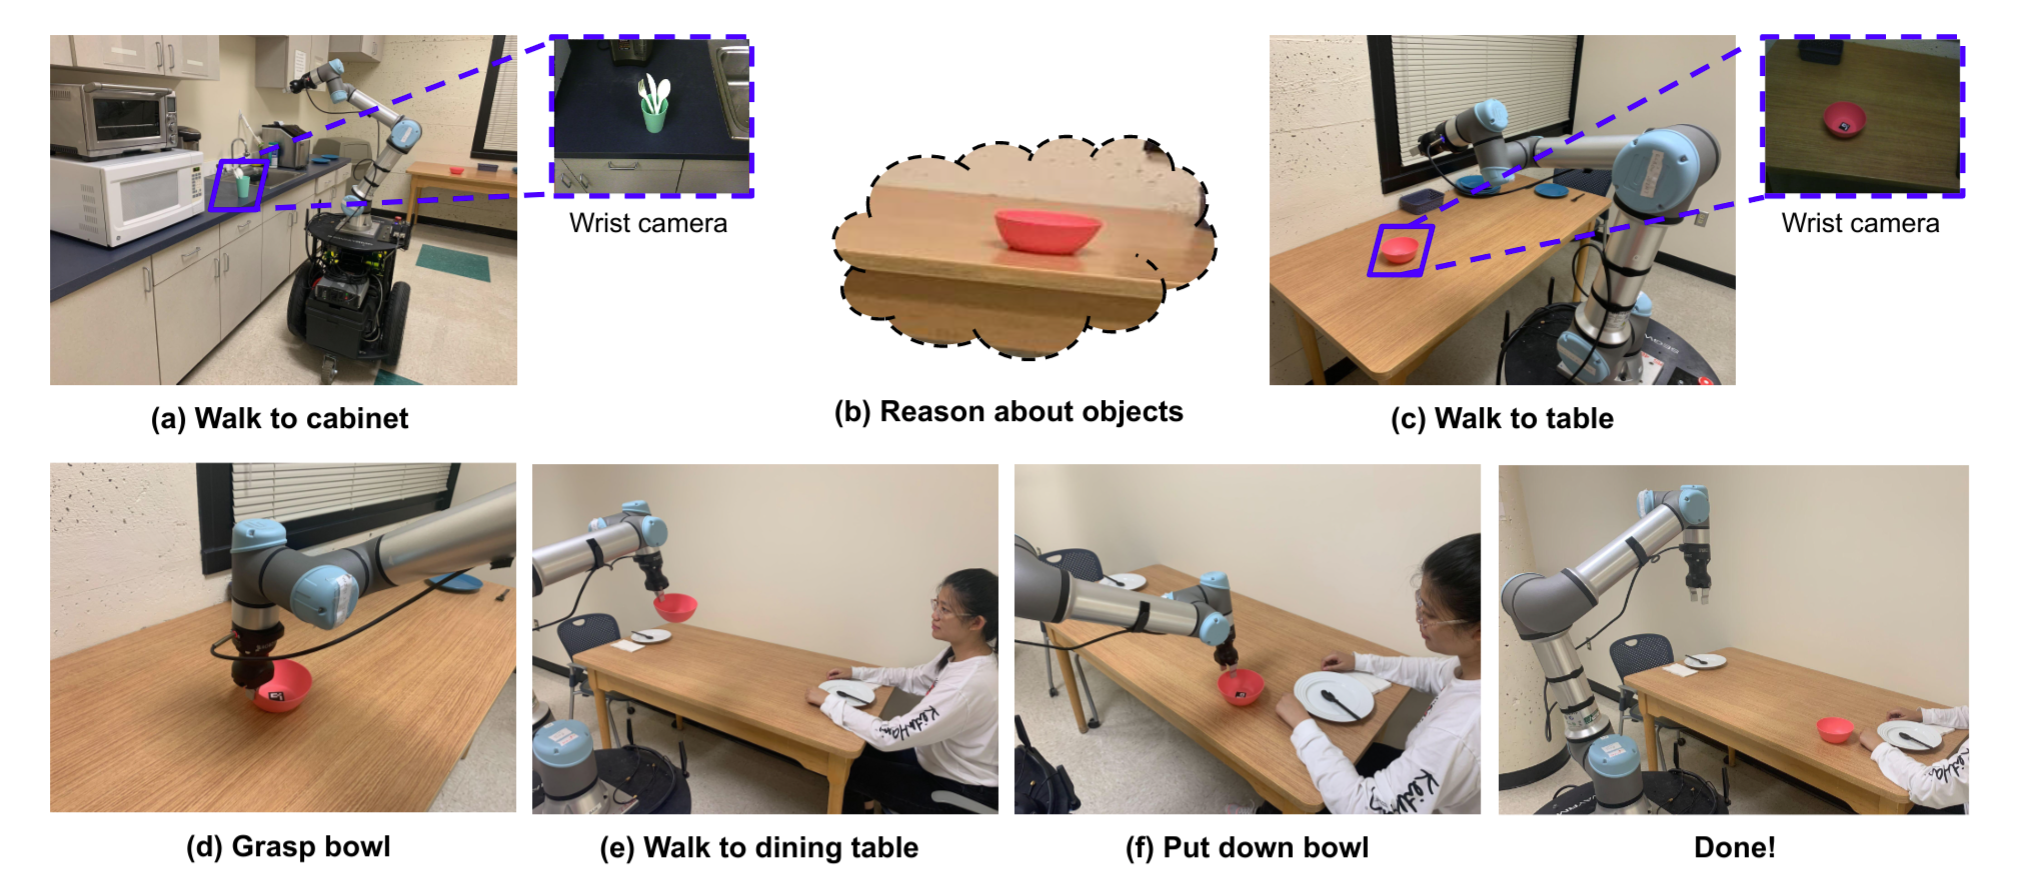 Wrist camera
Wrist camera
(a) Walk to cabinet
(b) Reason about objects
(c) Walk to table
(d) Grasp bowl
(e) Walk to dining table
(f) Put down bowl
Done!